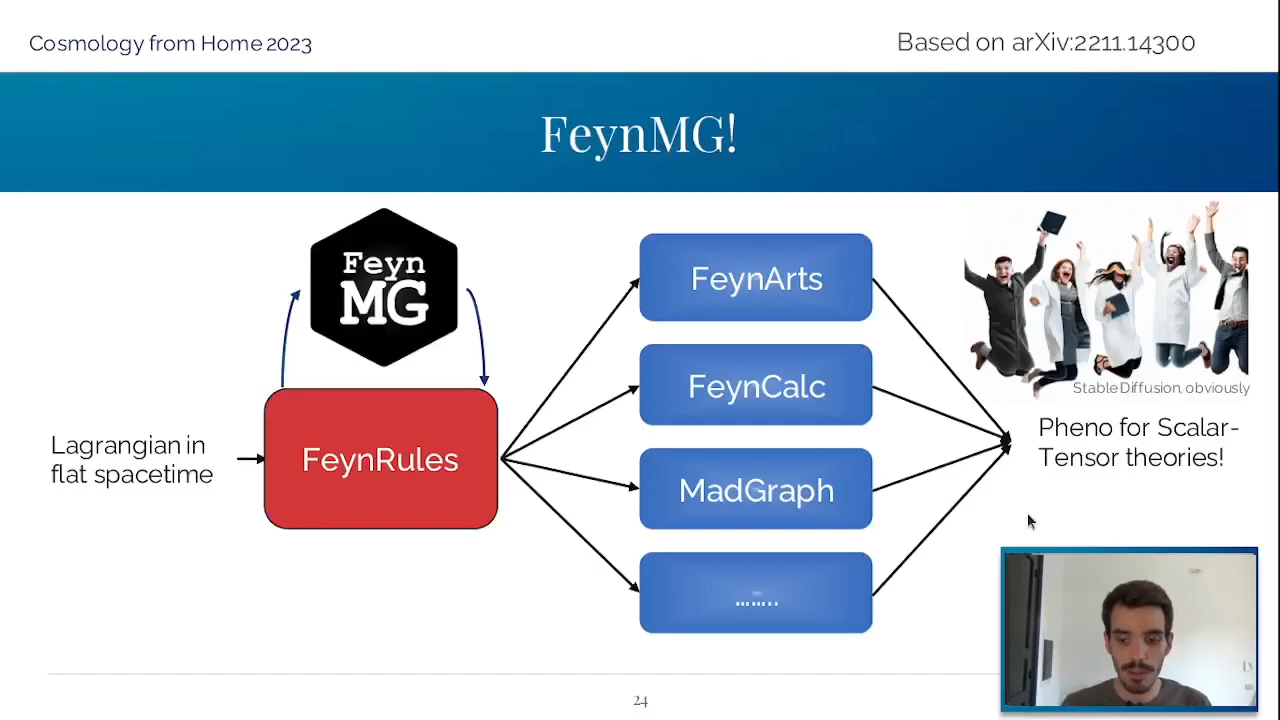 Cosmology from Home 2023
Based on arXiv:2211.14300
FeynMG!
Feyn
MG
Lagrangian in
flat spacetime
FeynRules
FeynArts
FeynCalc
MadGraph
........
Stable Diffusion, obviously
Pheno for Scalar-
Tensor theories!
24